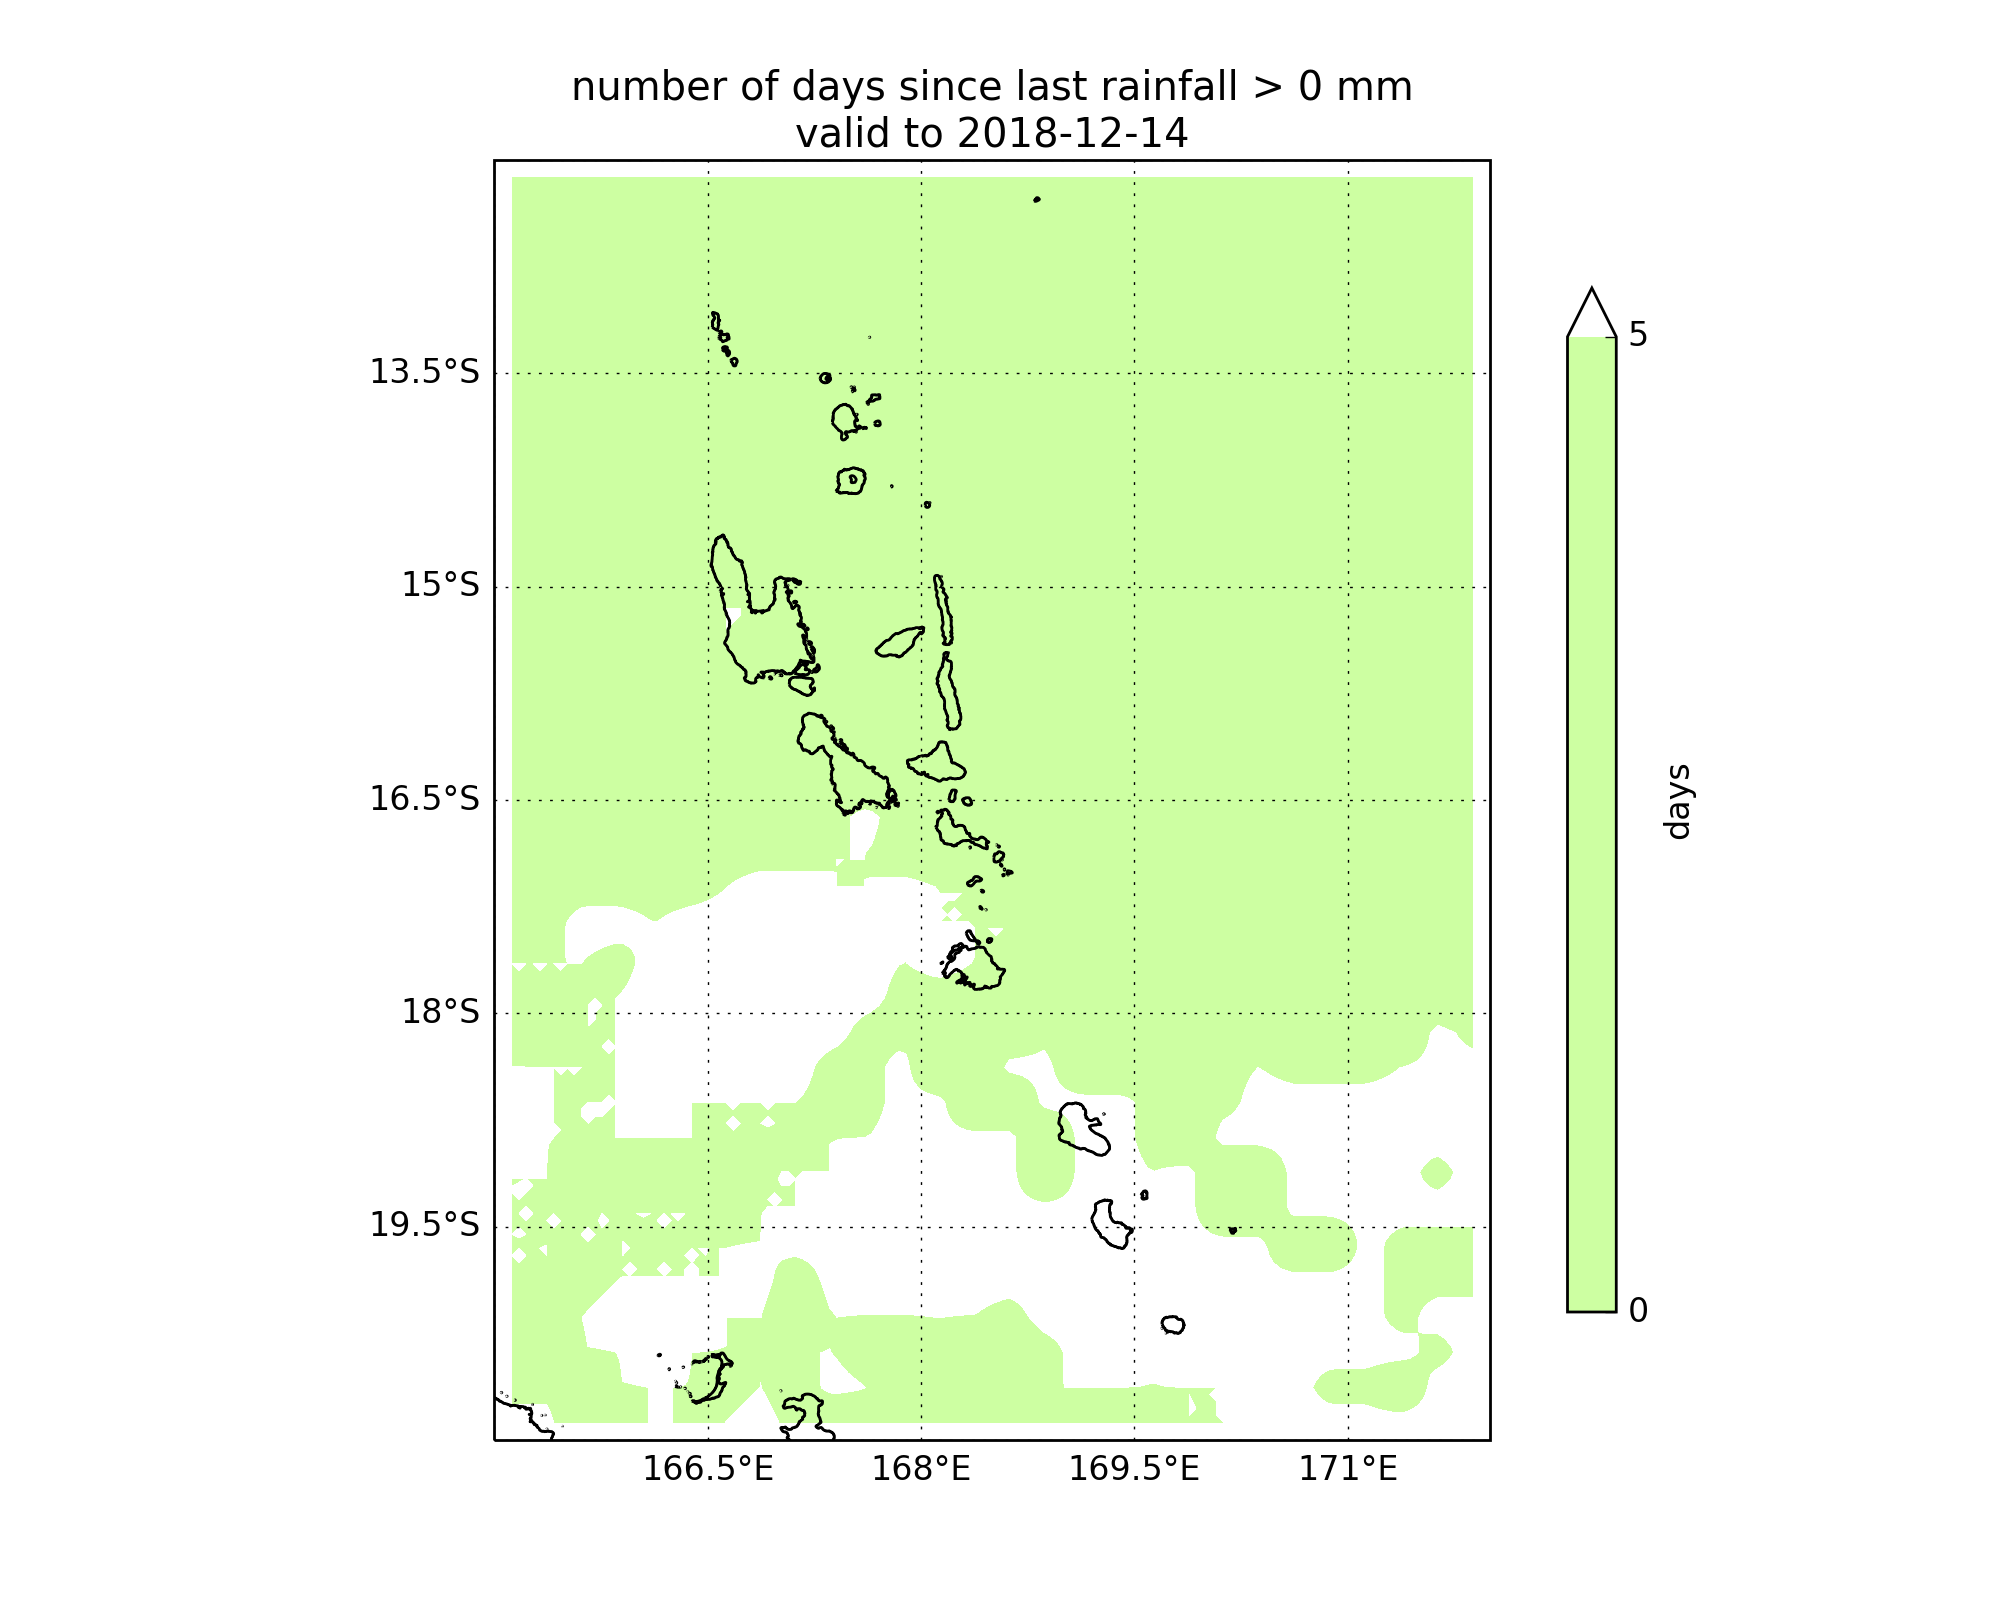 number of days since last rainfall > 0 mm
valid to 2018-12-14
13.5°S
15°S
16.5°S
18°S
19.5°S
166.5°E
168°E
169.5°E
171°E
5
days
0